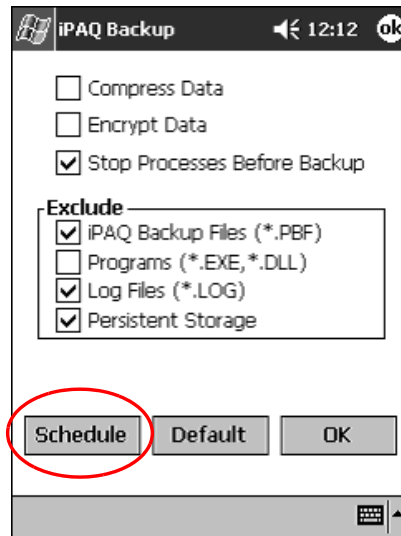 iPAQ Backup 12:12 ok
Compress Data
Encrypt Data
Stop Processes Before Backup
Exclude
iPAQ Backup Files (*.PBF)
Programs (*.EXE,*.DLL)
Log Files (*.LOG)
Persistent Storage
Schedule Default OK